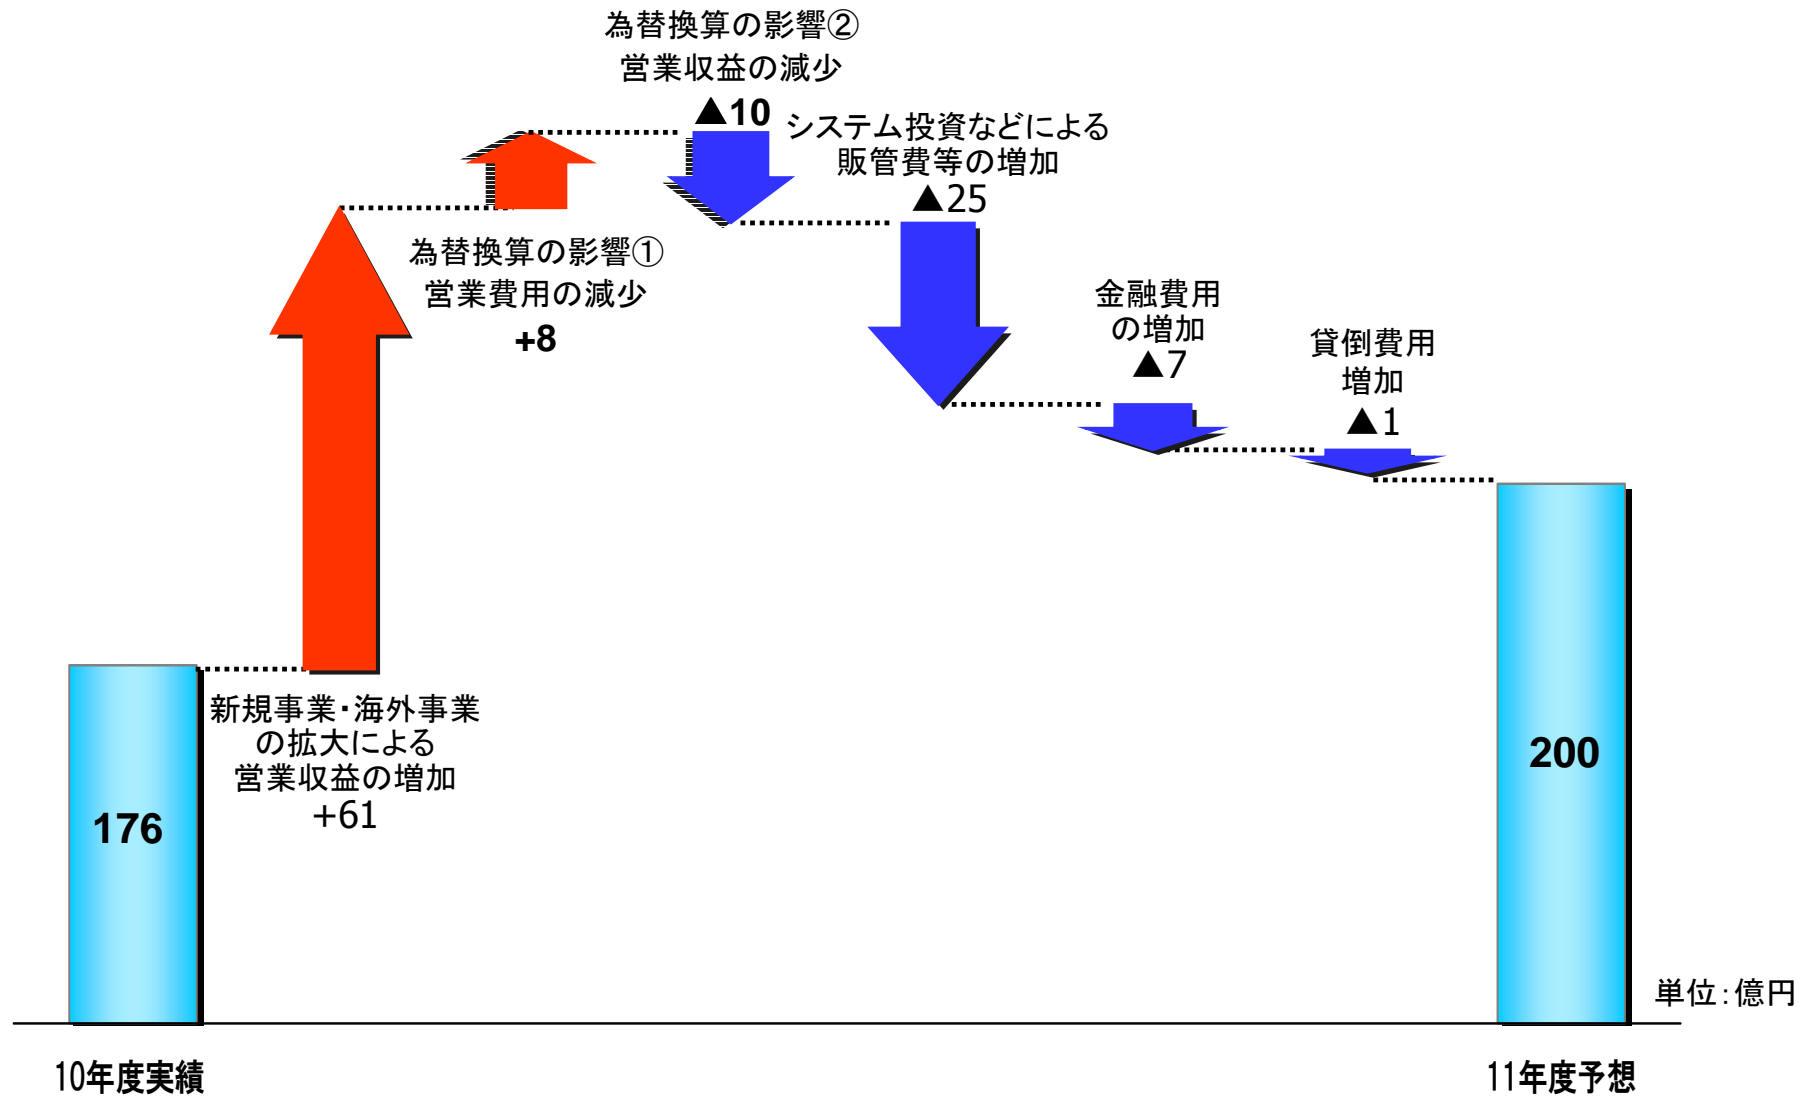 為替換算の影響②
営業収益の減少
▲10
システム投資などによる
販管費等の増加
▲25
為替換算の影響①
営業費用の減少
+8
金融費用
の増加
▲7
貸倒費用
増加
▲1
新規事業・海外事業
の拡大による
営業収益の増加
+61
176
200
単位：億円
10年度実績
11年度予想